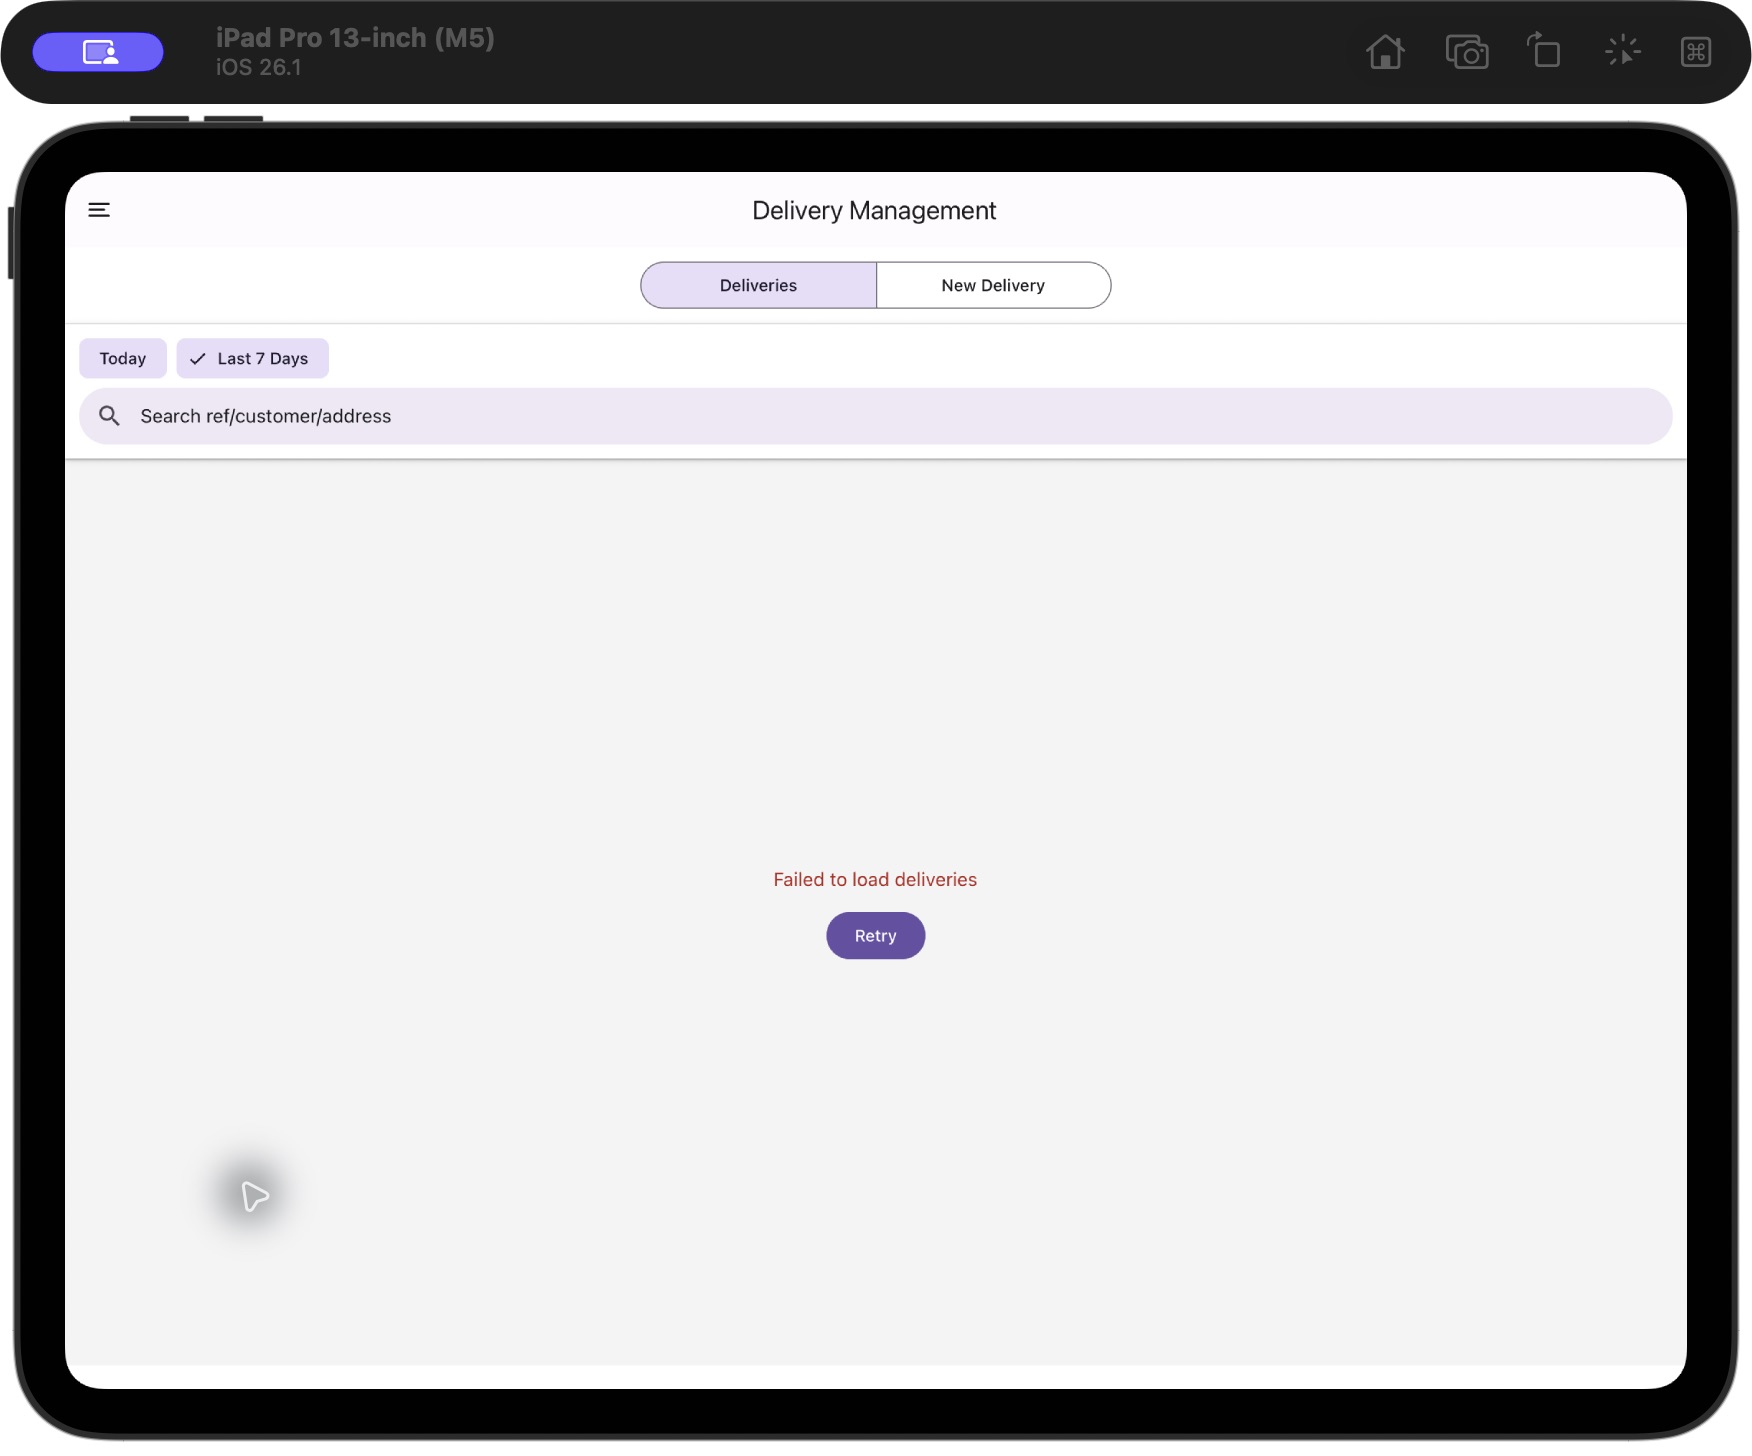 iPad Pro 13-inch (M5)
iOS 26.1
Delivery Management
Deliveries
New Delivery
Today
Last 7 Days
Search ref/customer/address
Failed to load deliveries
Retry